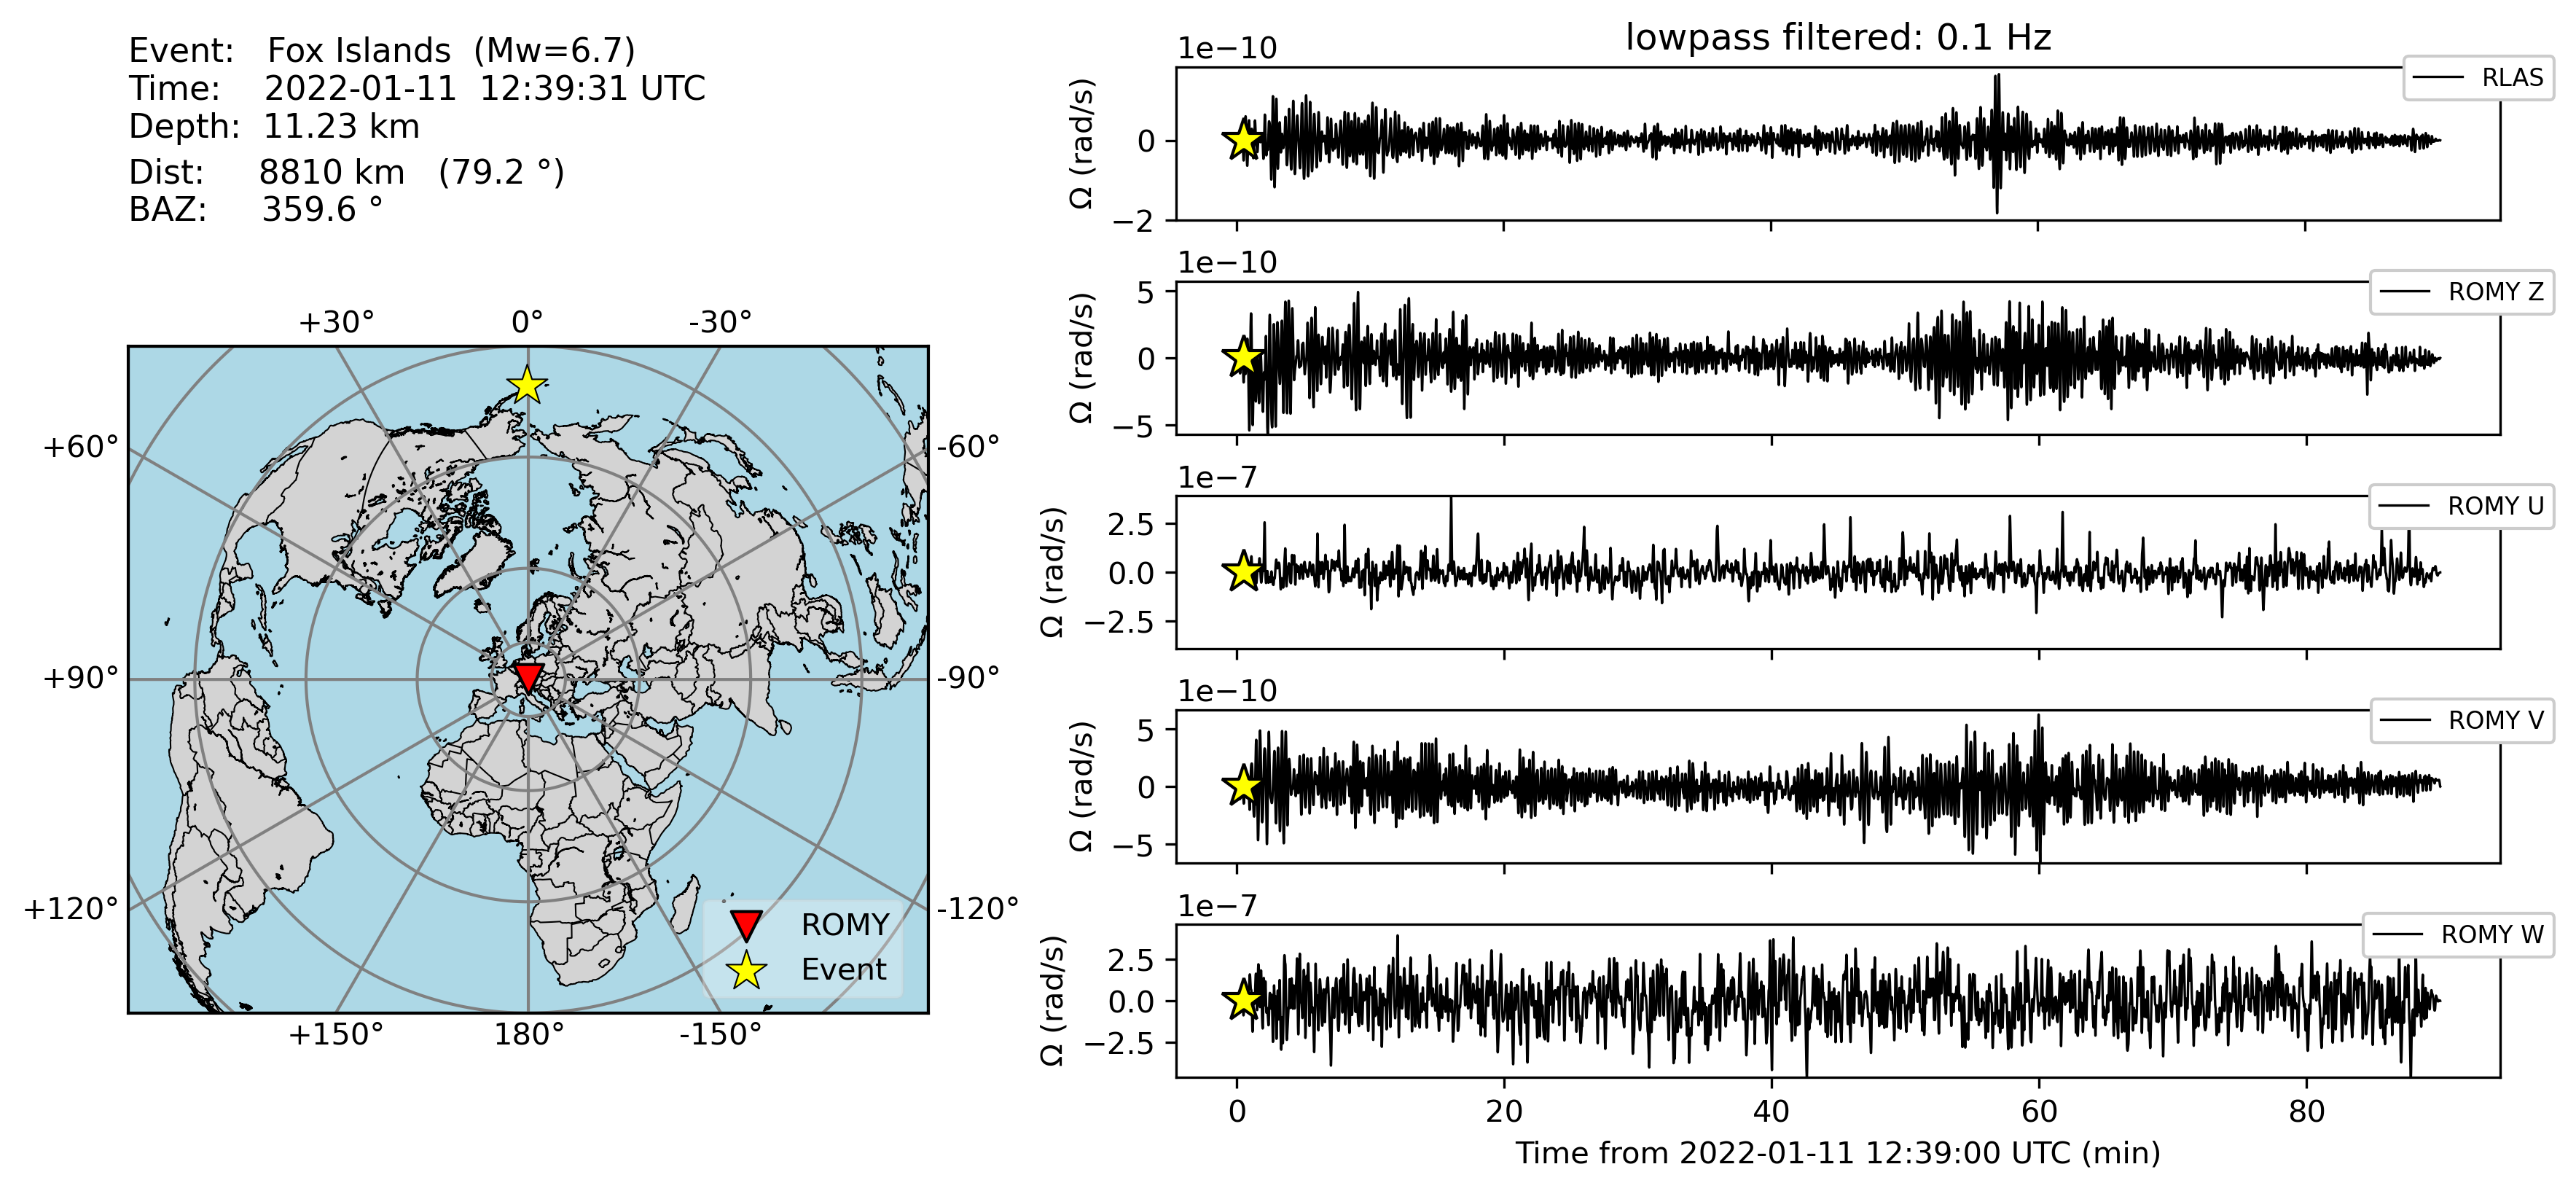 Event: Fox Islands (Mw=6.7)
Time: 2022-01-11 12:39:31 UTC
Depth: 11.23 km
Dist: 8810 km (79.2 °)
BAZ: 359.6 °
+30° 0° -30°
+60° -60°
+90° -90°
+120° -120°
+150° 180° -150°
ROMY
Event
lowpass filtered: 0.1 Hz
1e−10
RLAS
Ω (rad/s)
0
−2
1e−10
ROMY Z
Ω (rad/s)
5
0
−5
1e−7
ROMY U
Ω (rad/s)
2.5
0.0
−2.5
1e−10
ROMY V
Ω (rad/s)
5
0
−5
1e−7
ROMY W
Ω (rad/s)
2.5
0.0
−2.5
0 20 40 60 80
Time from 2022-01-11 12:39:00 UTC (min)